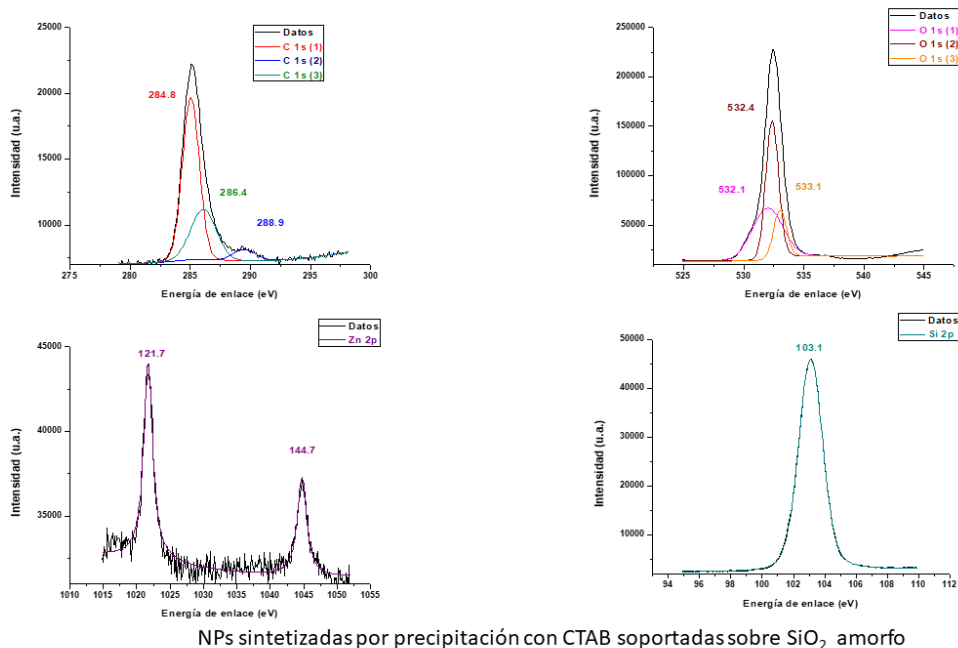 25000
20000
15000
10000
Intensidad (u.a.)
Datos
C 1s (1)
C 1s (2)
C 1s (3)
284.8
286.4
288.9
275
280
285
290
295
300
Energía de enlace (eV)
250000
200000
150000
100000
50000
0
Intensidad (u.a.)
Datos
O 1s (1)
O 1s (2)
O 1s (3)
532.4
532.1
533.1
525
530
535
540
545
Energía de enlace (eV)
45000
40000
35000
Intensidad (u.a.)
Datos
Zn 2p
121.7
144.7
1010
1015
1020
1025
1030
1035
1040
1045
1050
1055
Energía de enlace (eV)
50000
40000
30000
20000
10000
Intensidad (u.a.)
Datos
Si 2p
103.1
94
96
98
100
102
104
106
108
110
112
Energía de enlace (eV)
NPs sintetizadas por precipitación con CTAB soportadas sobre SiO₂ amorfo